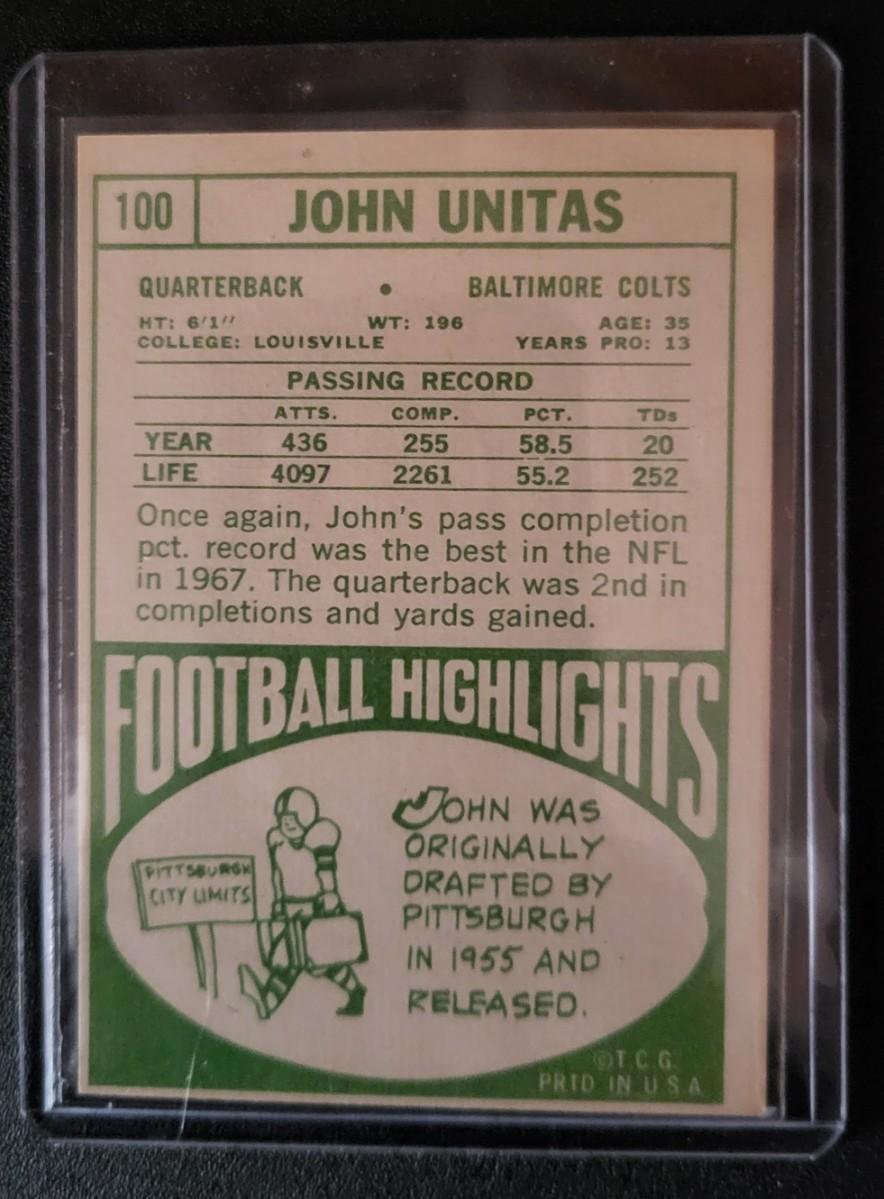 100 JOHN UNITAS
QUARTERBACK • BALTIMORE COLTS
HT: 6'1" WT: 196 AGE: 35
COLLEGE: LOUISVILLE YEARS PRO: 13
PASSING RECORD
ATTS. COMP. PCT. TDs
YEAR 436 255 58.5 20
LIFE 4097 2261 55.2 252
Once again, John's pass completion
pct. record was the best in the NFL
in 1967. The quarterback was 2nd in
completions and yards gained.
FOOTBALL HIGHLIGHTS
PITTSBURGH
CITY LIMITS
JOHN WAS
ORIGINALLY
DRAFTED BY
PITTSBURGH
IN 1955 AND
RELEASED.
©T.C.G.
PRTD IN U.S.A.